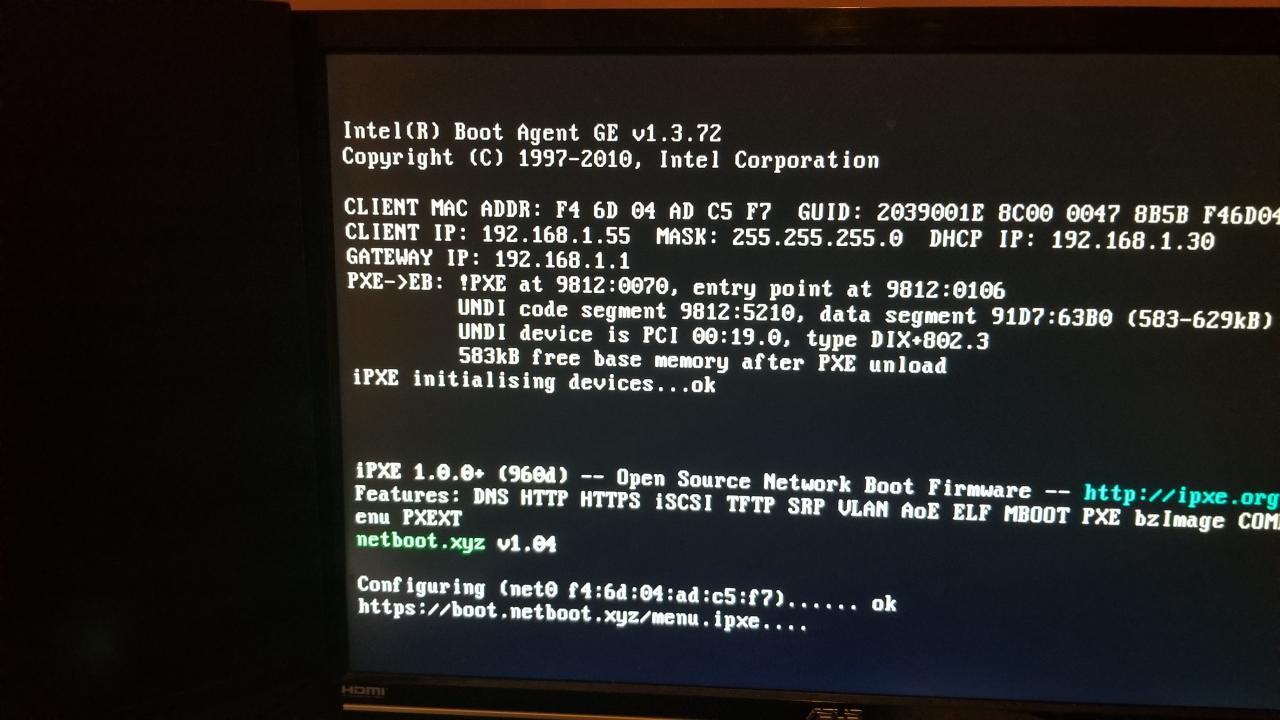 Intel(R) Boot Agent GE v1.3.72
Copyright (C) 1997-2010, Intel Corporation
CLIENT MAC ADDR: F4 6D 04 AD C5 F7 GUID: 2039001E 8C00 0047 8B5B F46D04
CLIENT IP: 192.168.1.55 MASK: 255.255.255.0 DHCP IP: 192.168.1.30
GATEWAY IP: 192.168.1.1
PXE->EB: !PXE at 9812:0070, entry point at 9812:0106
UNDI code segment 9812:5210, data segment 91D7:63B0 (583-629kB)
UNDI device is PCI 00:19.0, type DIX+802.3
583kB free base memory after PXE unload
iPXE initialising devices...ok
iPXE 1.0.0+ (960d) -- Open Source Network Boot Firmware -- http://ipxe.org
Features: DNS HTTP HTTPS iSCSI TFTP SRP VLAN AoE ELF MBOOT PXE bzImage COM
enu PXEXT
netboot.xyz v1.04
Configuring (net0 f4:6d:04:ad:c5:f7)...... ok
https://boot.netboot.xyz/menu.ipxe....
HDMI
ASUS